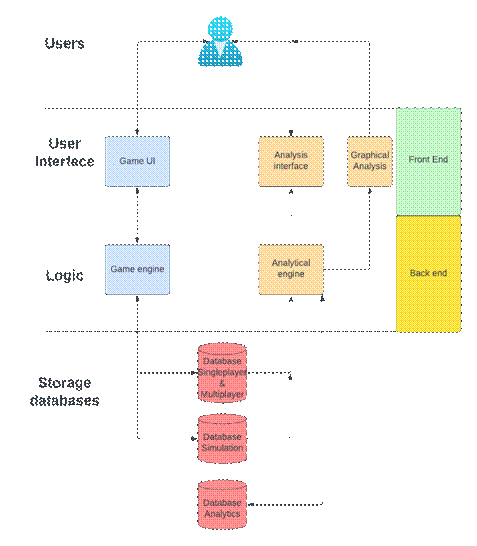 Users
User
Interface
Game UI
Analysis
interface
Graphical
Analysis
Front End
Logic
Game engine
Analytical
engine
Back end
Storage
databases
Database
Singleplayer
&
Multiplayer
Database
Simulation
Database
Analytics